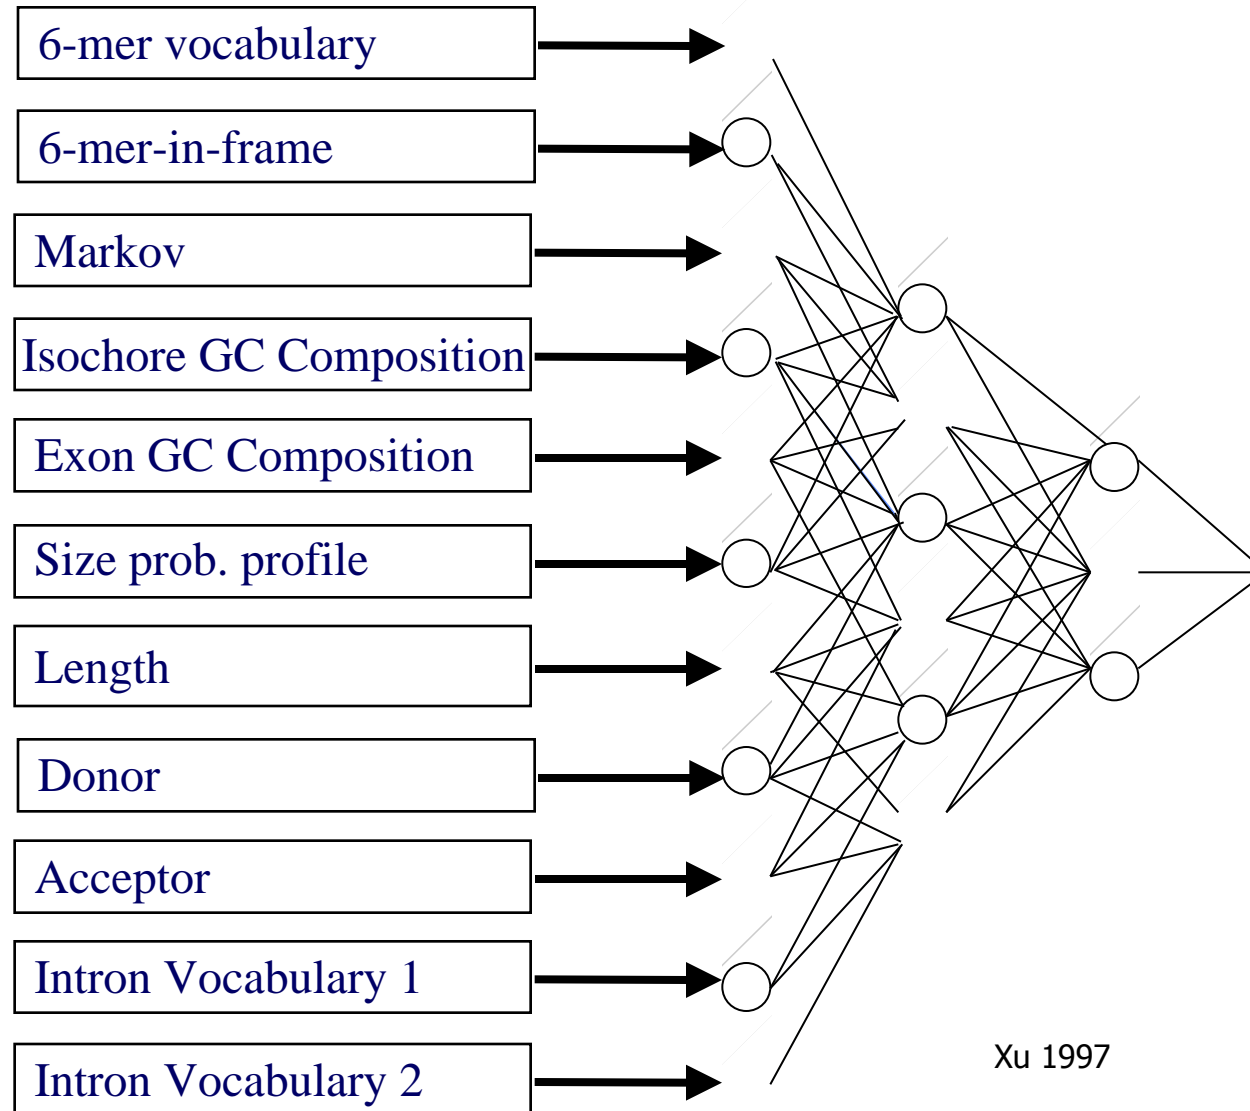 6-mer vocabulary
6-mer-in-frame
Markov
Isochore GC Composition
Exon GC Composition
Size prob. profile
Length
Donor
Acceptor
Intron Vocabulary 1
Intron Vocabulary 2
Xu 1997